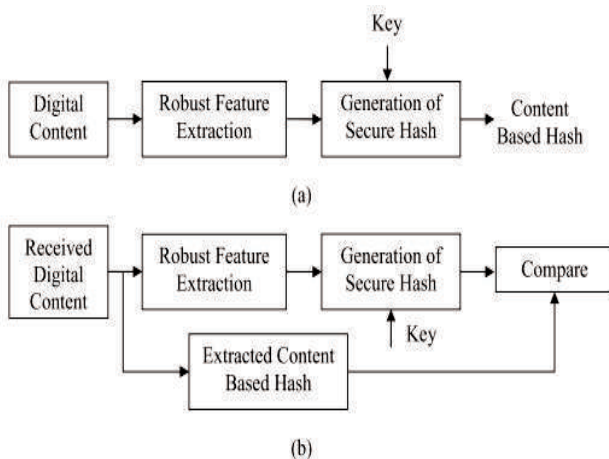 Key
Digital
Content
Robust Feature
Extraction
Generation of
Secure Hash
Content
Based Hash
(a)
Received
Digital
Content
Robust Feature
Extraction
Generation of
Secure Hash
Compare
Key
Extracted Content
Based Hash
(b)